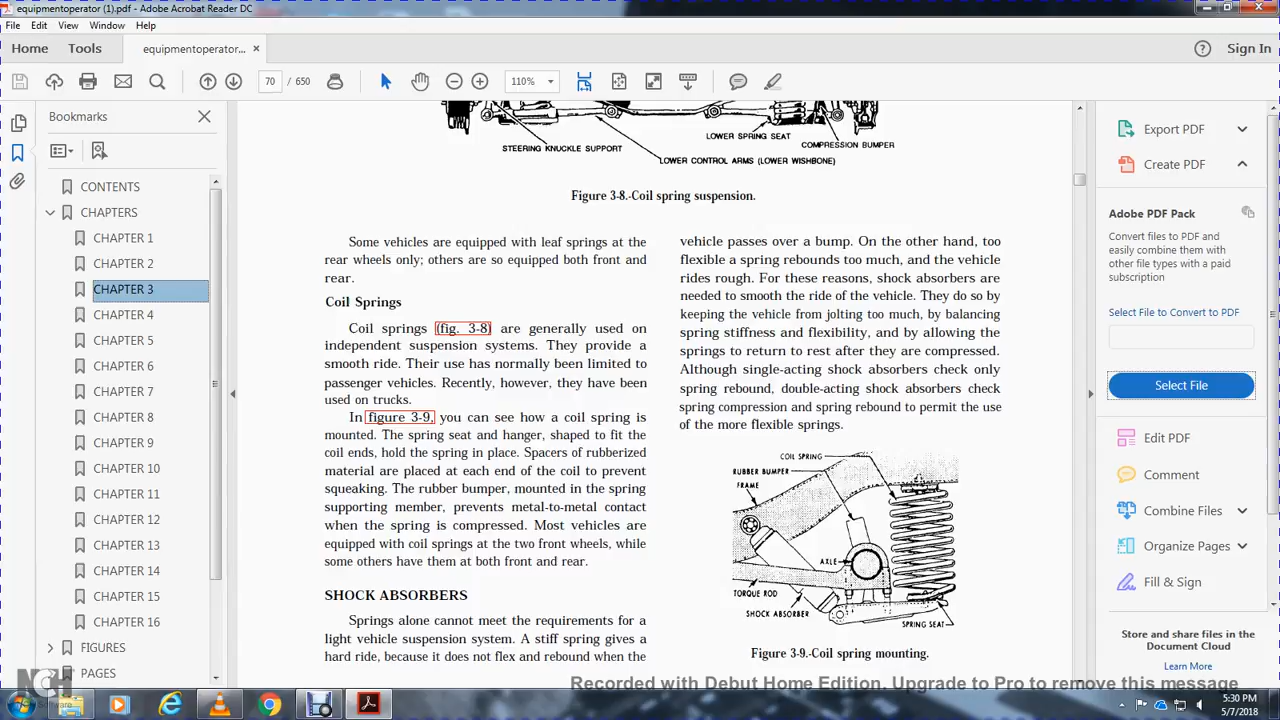 equipmentoperator (1).pdf - Adobe Acrobat Reader DC
File Edit View Window Help
Home Tools equipmentoperator... Sign In
70 / 650 110%
Bookmarks
CONTENTS
CHAPTERS
CHAPTER 1
CHAPTER 2
CHAPTER 3
CHAPTER 4
CHAPTER 5
CHAPTER 6
CHAPTER 7
CHAPTER 8
CHAPTER 9
CHAPTER 10
CHAPTER 11
CHAPTER 12
CHAPTER 13
CHAPTER 14
CHAPTER 15
CHAPTER 16
FIGURES
PAGES
LOWER SPRING SEAT
COMPRESSION BUMPER
STEERING KNUCKLE SUPPORT
LOWER CONTROL ARMS (LOWER WISHBONE)
Figure 3-8.-Coil spring suspension.
Some vehicles are equipped with leaf springs at the
rear wheels only; others are so equipped both front and
rear.
Coil Springs
Coil springs (fig. 3-8) are generally used on
independent suspension systems. They provide a
smooth ride. Their use has normally been limited to
passenger vehicles. Recently, however, they have been
used on trucks.
In figure 3-9, you can see how a coil spring is
mounted. The spring seat and hanger, shaped to fit the
coil ends, hold the spring in place. Spacers of rubberized
material are placed at each end of the coil to prevent
squeaking. The rubber bumper, mounted in the spring
supporting member, prevents metal-to-metal contact
when the spring is compressed. Most vehicles are
equipped with coil springs at the two front wheels, while
some others have them at both front and rear.
SHOCK ABSORBERS
Springs alone cannot meet the requirements for a
light vehicle suspension system. A stiff spring gives a
hard ride, because it does not flex and rebound when the
vehicle passes over a bump. On the other hand, too
flexible a spring rebounds too much, and the vehicle
rides rough. For these reasons, shock absorbers are
needed to smooth the ride of the vehicle. They do so by
keeping the vehicle from jolting too much, by balancing
spring stiffness and flexibility, and by allowing the
springs to return to rest after they are compressed.
Although single-acting shock absorbers check only
spring rebound, double-acting shock absorbers check
spring compression and spring rebound to permit the use
of the more flexible springs.
COIL SPRING
RUBBER BUMPER
FRAME
AXLE
TORQUE ROD
SHOCK ABSORBER
SPRING SEAT
Figure 3-9.-Coil spring mounting.
Export PDF
Create PDF
Adobe PDF Pack
Convert files to PDF and
easily combine them with
other file types with a paid
subscription
Select File to Convert to PDF
Select File
Edit PDF
Comment
Combine Files
Organize Pages
Fill & Sign
Store and share files in the
Document Cloud
Learn More
NCH
Software
Recorded with Debut Home Edition. Upgrade to Pro to remove this message
5:30 PM
5/7/2018